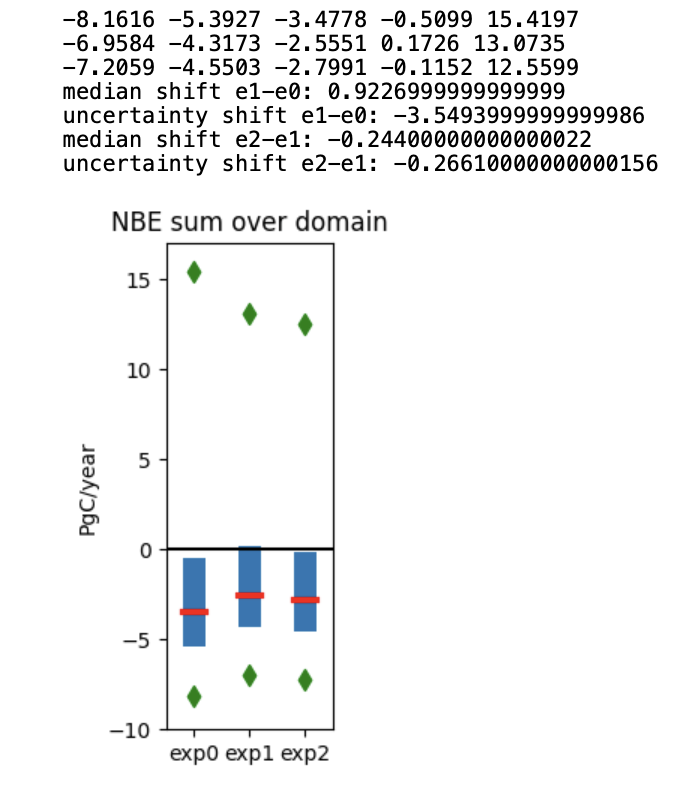 -8.1616 -5.3927 -3.4778 -0.5099 15.4197
-6.9584 -4.3173 -2.5551 0.1726 13.0735
-7.2059 -4.5503 -2.7991 -0.1152 12.5599
median shift e1-e0: 0.9226999999999999
uncertainty shift e1-e0: -3.5493999999999986
median shift e2-e1: -0.24400000000000022
uncertainty shift e2-e1: -0.26610000000000156
NBE sum over domain
15
10
5
0
−5
−10
PgC/year
exp0 exp1 exp2